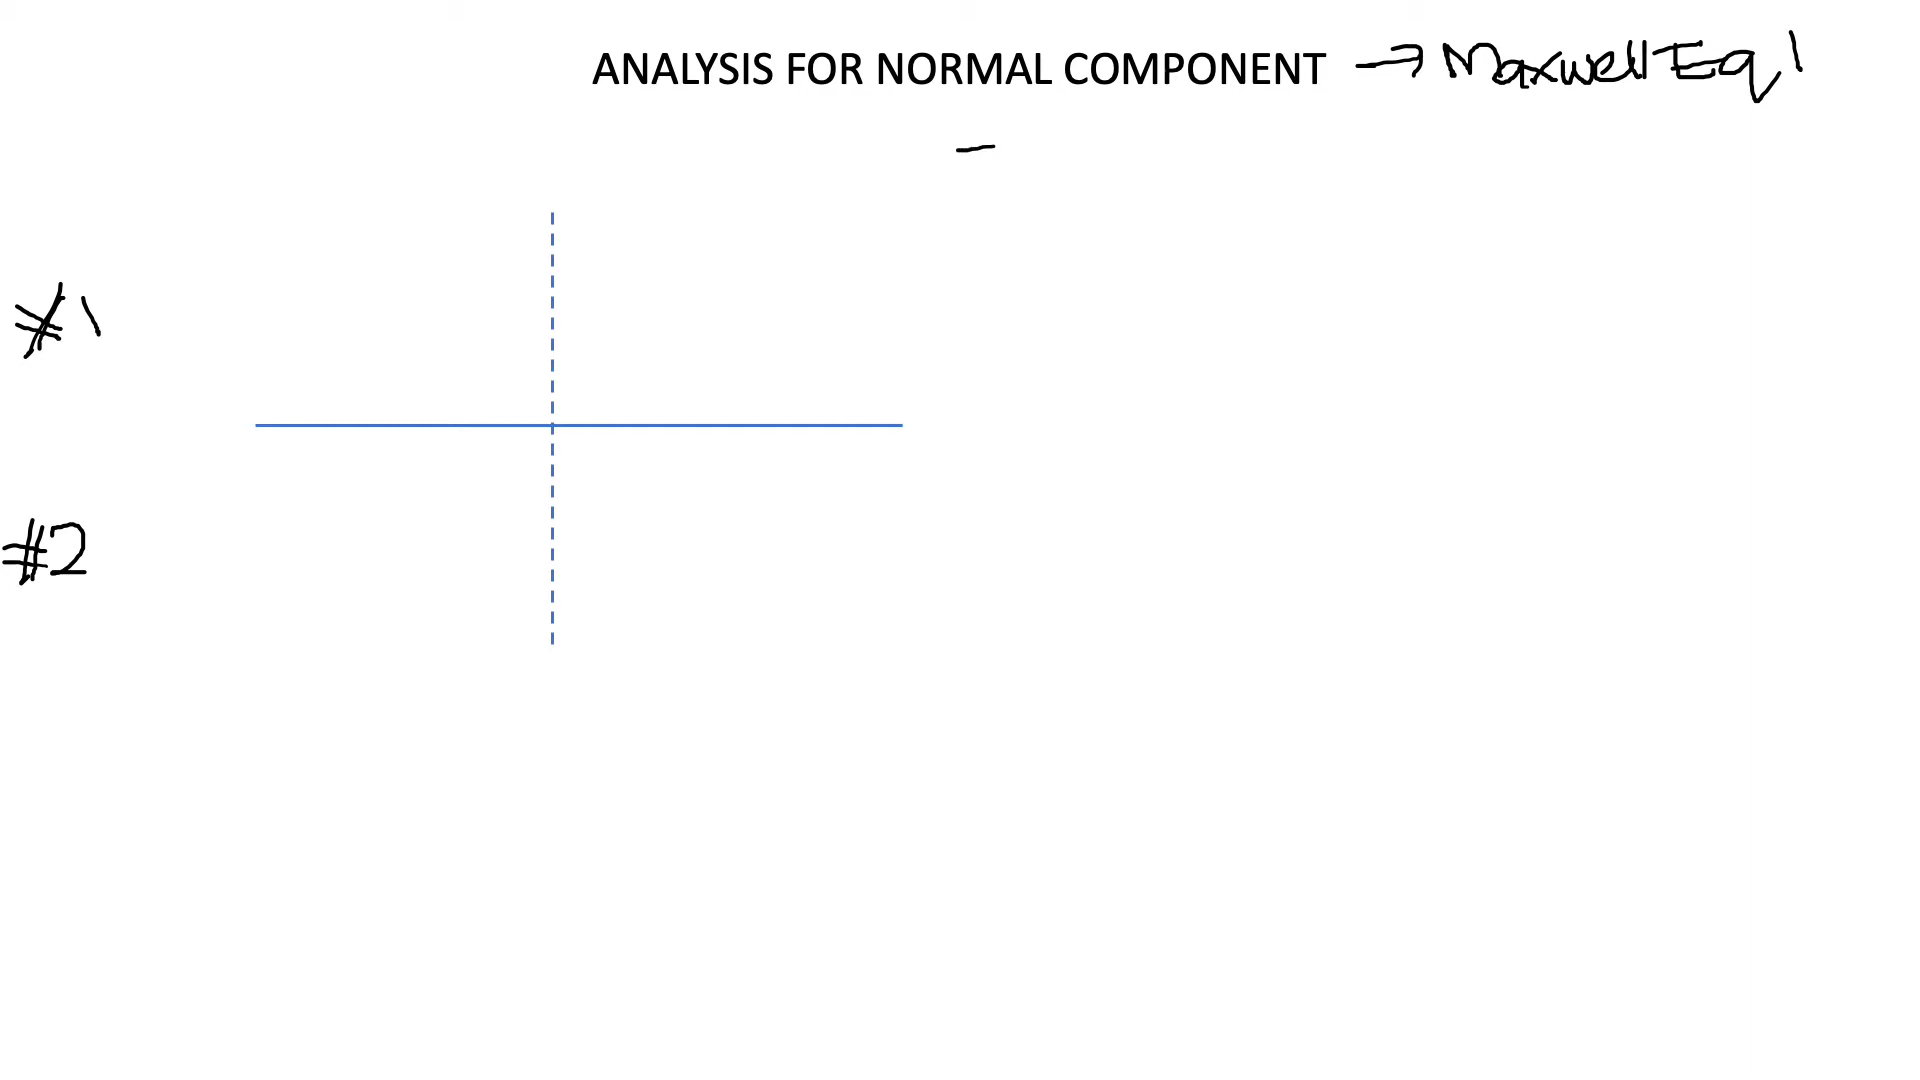 ANALYSIS FOR NORMAL COMPONENT → Maxwell Eq 1
#1
#2